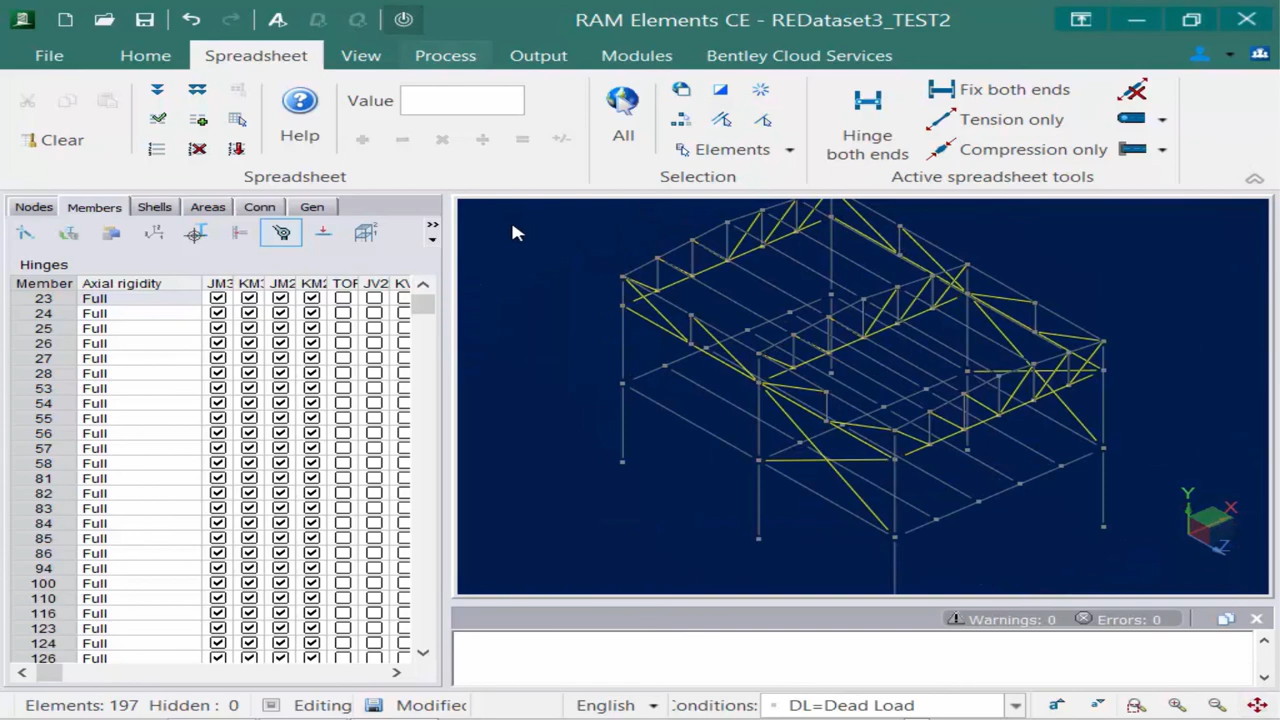 RAM Elements CE - REDataset3_TEST2
File Home Spreadsheet View Process Output Modules Bentley Cloud Services
Clear
Help
Value
All
Elements
Hinge both ends
Fix both ends
Tension only
Compression only
Spreadsheet Selection Active spreadsheet tools
Nodes Members Shells Areas Conn Gen
Hinges
Member Axial rigidity JM3 KM3 JM2 KM2 TOR JV2 KV
23 Full
24 Full
25 Full
26 Full
27 Full
28 Full
53 Full
54 Full
55 Full
56 Full
57 Full
58 Full
81 Full
82 Full
83 Full
84 Full
85 Full
86 Full
94 Full
100 Full
110 Full
116 Full
123 Full
124 Full
126 Full
Y X Z
Warnings: 0 Errors: 0
Elements: 197 Hidden : 0 Editing Modified English Conditions: DL=Dead Load